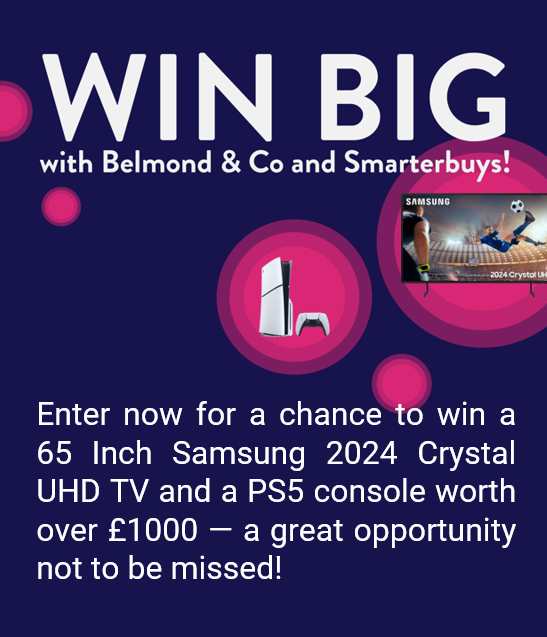 WIN BIG
with Belmond & Co and Smarterbuys!
SAMSUNG
2024 Crystal UH
Enter now for a chance to win a
65 Inch Samsung 2024 Crystal
UHD TV and a PS5 console worth
over £1000 — a great opportunity
not to be missed!